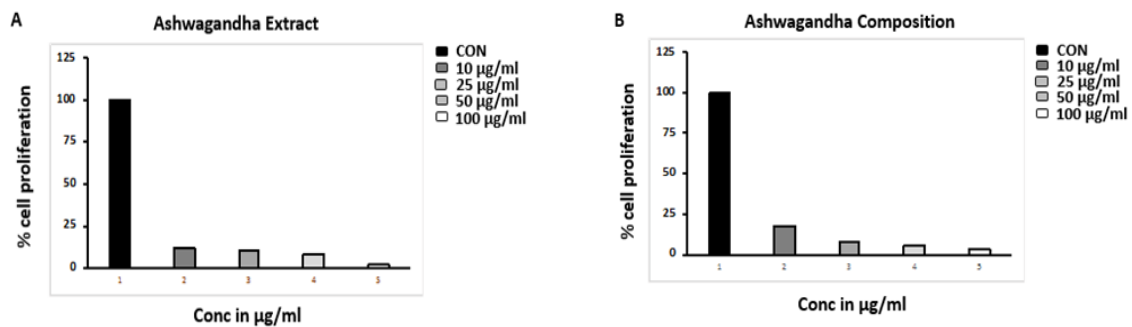 A
Ashwagandha Extract
125
100
75
50
25
0
% cell proliferation
1 2 3 4 5
Conc in µg/ml
CON
10 µg/ml
25 µg/ml
50 µg/ml
100 µg/ml
B
Ashwagandha Composition
125
100
75
50
25
0
% cell proliferation
1 2 3 4 5
Conc in µg/ml
CON
10 µg/ml
25 µg/ml
50 µg/ml
100 µg/ml